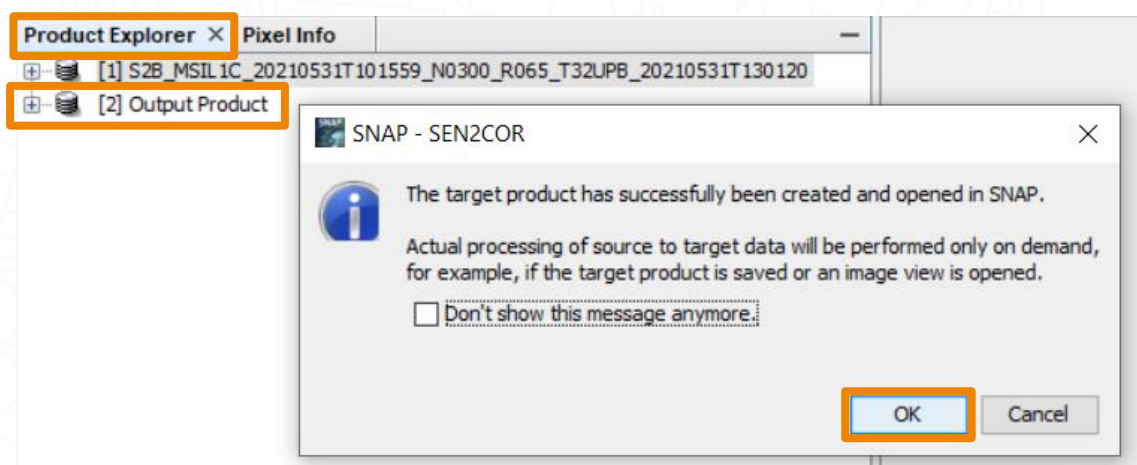 Product Explorer × Pixel Info
[1] S2B_MSIL1C_20210531T101559_N0300_R065_T32UPB_20210531T130120
[2] Output Product
SNAP - SEN2COR
The target product has successfully been created and opened in SNAP.
Actual processing of source to target data will be performed only on demand,
for example, if the target product is saved or an image view is opened.
Don't show this message anymore.
OK Cancel